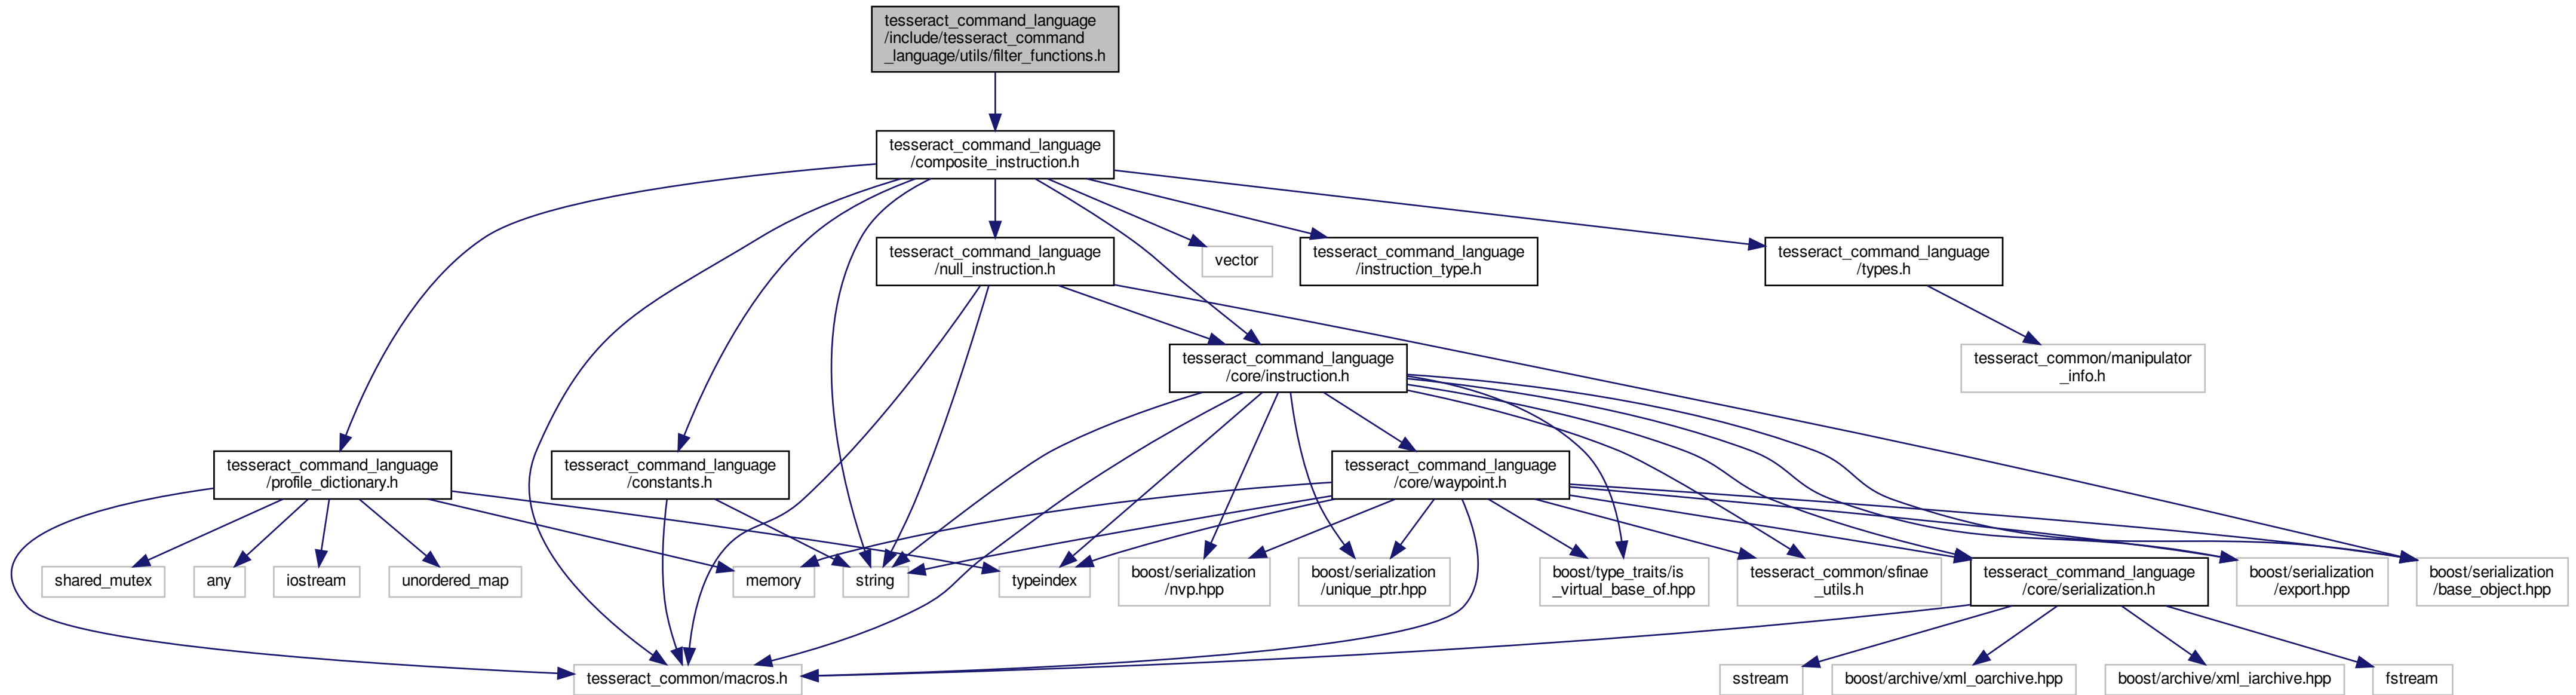 tesseract_command_language
/include/tesseract_command
_language/utils/filter_functions.h
tesseract_command_language
/composite_instruction.h
tesseract_command_language
/null_instruction.h
vector
tesseract_command_language
/instruction_type.h
tesseract_command_language
/types.h
tesseract_command_language
/core/instruction.h
tesseract_common/manipulator
_info.h
tesseract_command_language
/profile_dictionary.h
tesseract_command_language
/constants.h
tesseract_command_language
/core/waypoint.h
shared_mutex
any
iostream
unordered_map
memory
string
typeindex
boost/serialization
/nvp.hpp
boost/serialization
/unique_ptr.hpp
boost/type_traits/is
_virtual_base_of.hpp
tesseract_common/sfinae
_utils.h
tesseract_command_language
/core/serialization.h
boost/serialization
/export.hpp
boost/serialization
/base_object.hpp
tesseract_common/macros.h
sstream
boost/archive/xml_oarchive.hpp
boost/archive/xml_iarchive.hpp
fstream